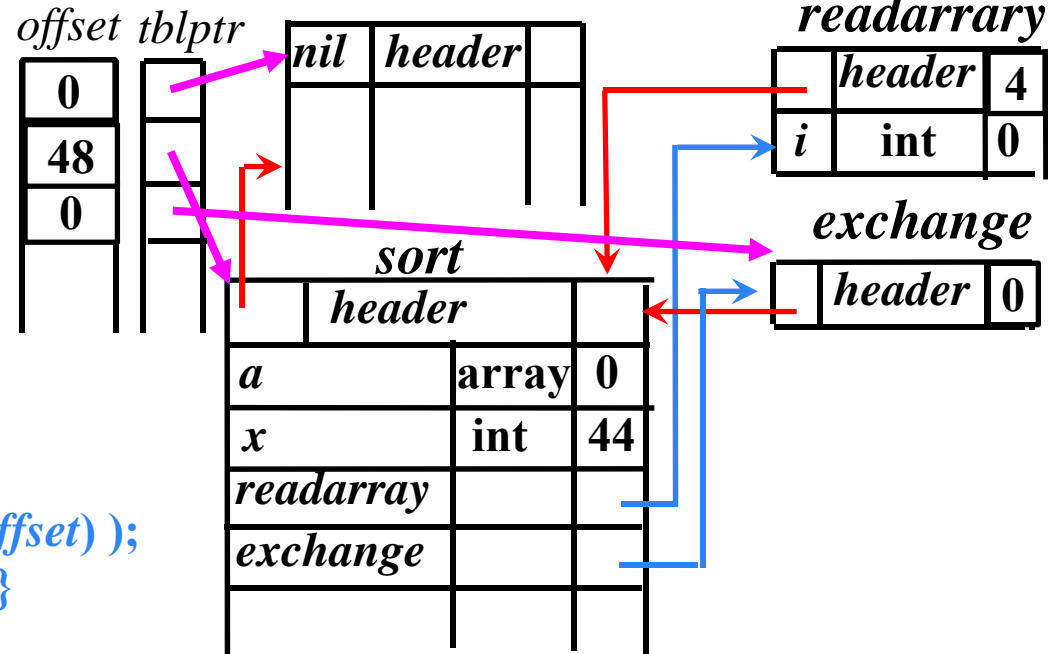 offset tblptr
0
48
0
nil header
readarrary
header 4
i int 0
exchange
header 0
sort
header
a array 0
x int 44
readarray
exchange
ffset) );
}